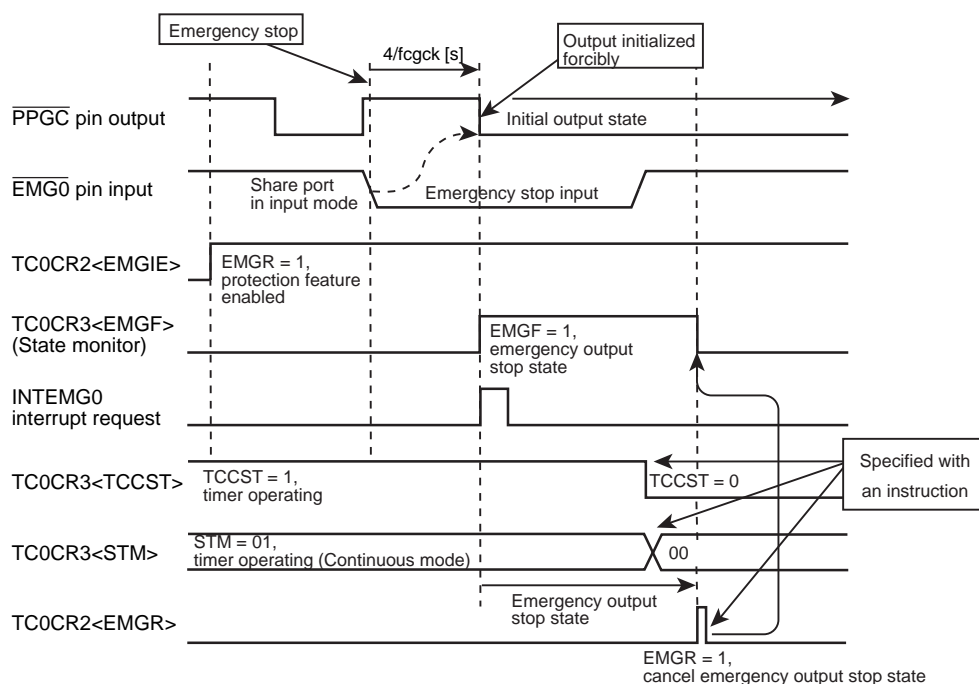 Emergency stop
4/fcgck [s]
Output initialized
forcibly
PPGC pin output
Initial output state
EMG0 pin input
Share port
in input mode
Emergency stop input
TC0CR2<EMGIE>
EMGR = 1,
protection feature
enabled
TC0CR3<EMGF>
(State monitor)
EMGF = 1,
emergency output
stop state
INTEMG0
interrupt request
TC0CR3<TCCST>
TCCST = 1,
timer operating
TCCST = 0
Specified with
an instruction
TC0CR3<STM>
STM = 01,
timer operating (Continuous mode)
00
Emergency output
stop state
TC0CR2<EMGR>
EMGR = 1,
cancel emergency output stop state